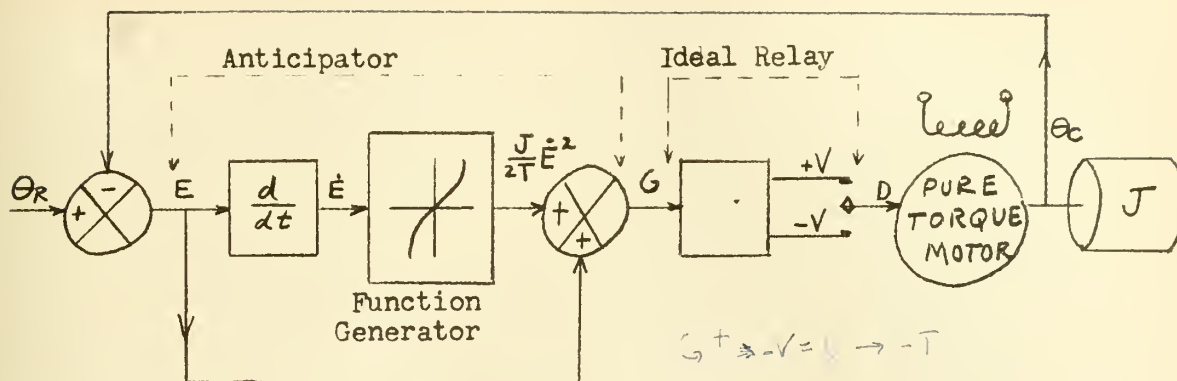 Anticipator
Ideal Relay
θR
+
-
E
d
dt
Ė
J
2T Ė²
Function
Generator
+
+
G
+V
-V
D
PURE
TORQUE
MOTOR
θC
J
-V =
→ -T